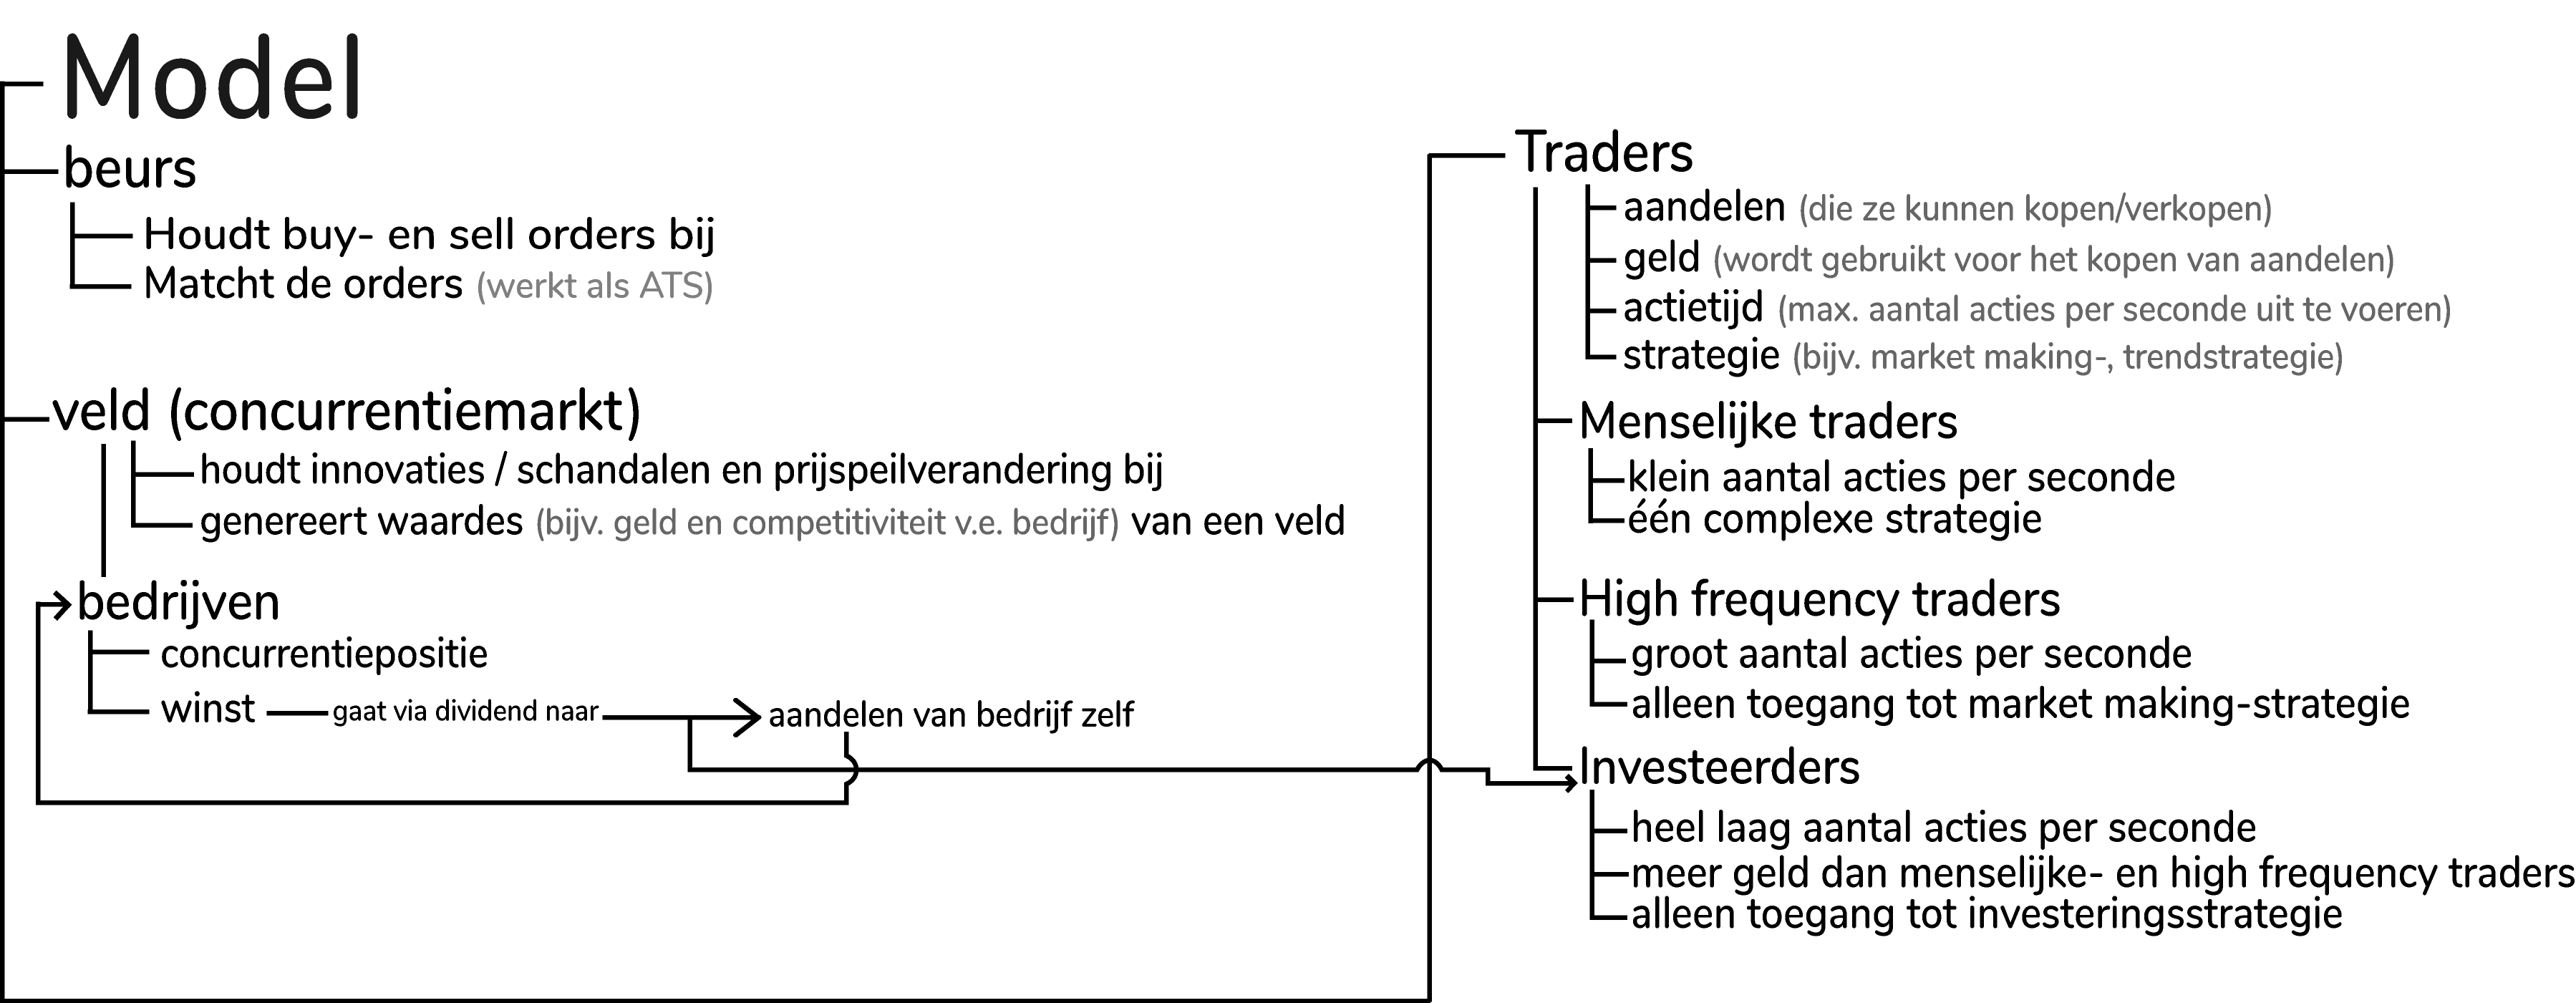 Model
beurs
Houdt buy- en sell orders bij
Matcht de orders (werkt als ATS)
veld (concurrentiemarkt)
houdt innovaties / schandalen en prijspeilverandering bij
genereert waardes (bijv. geld en competitiviteit v.e. bedrijf) van een veld
bedrijven
concurrentiepositie
winst gaat via dividend naar aandelen van bedrijf zelf
Traders
aandelen (die ze kunnen kopen/verkopen)
geld (wordt gebruikt voor het kopen van aandelen)
actietijd (max. aantal acties per seconde uit te voeren)
strategie (bijv. market making-, trendstrategie)
Menselijke traders
klein aantal acties per seconde
één complexe strategie
High frequency traders
groot aantal acties per seconde
alleen toegang tot market making-strategie
Investeerders
heel laag aantal acties per seconde
meer geld dan menselijke- en high frequency traders
alleen toegang tot investeringsstrategie